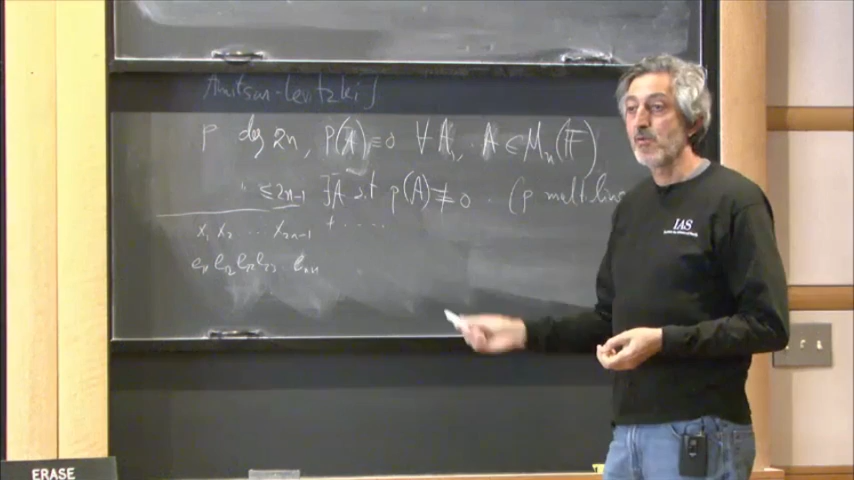 Amitsur-Levitzki
p deg 2n, p(A)≡0 ∀A, A∈Mₙ(F)
" ≤2n-1 ∃A s.t p(A)≢0. (p multilin
x₁ x₂ .. x₂ₙ₋₁ + ....
e₁₁ e₁₂ e₂₂ e₂₃ .. eₙₙ
IAS
ERASE